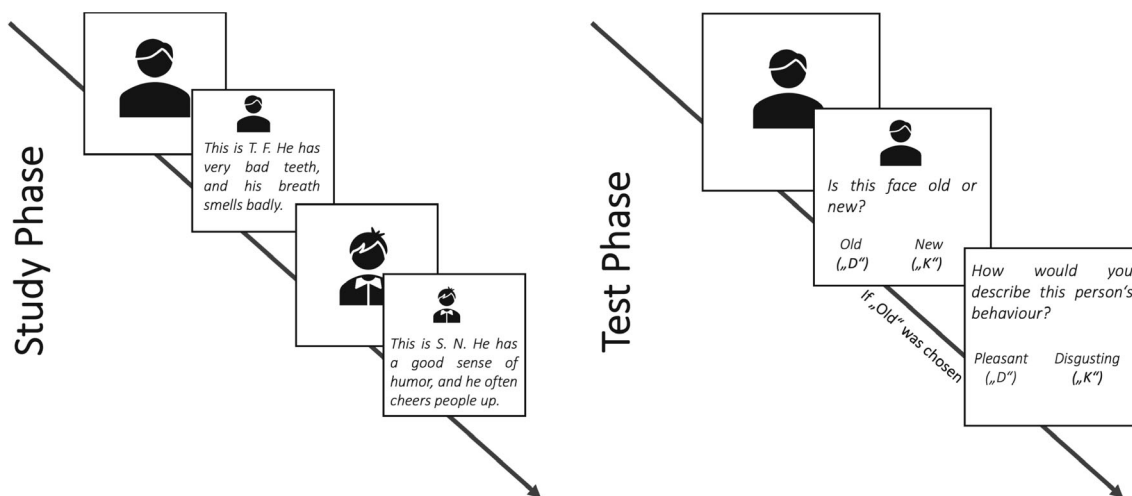 Study Phase
This is T. F. He has
very bad teeth,
and his breath
smells badly.
This is S. N. He has
a good sense of
humor, and he often
cheers people up.
Test Phase
Is this face old or
new?
Old New
(„D“) („K“)
If „Old“ was chosen
How would you
describe this person‘s
behaviour?
Pleasant Disgusting
(„D“) („K“)